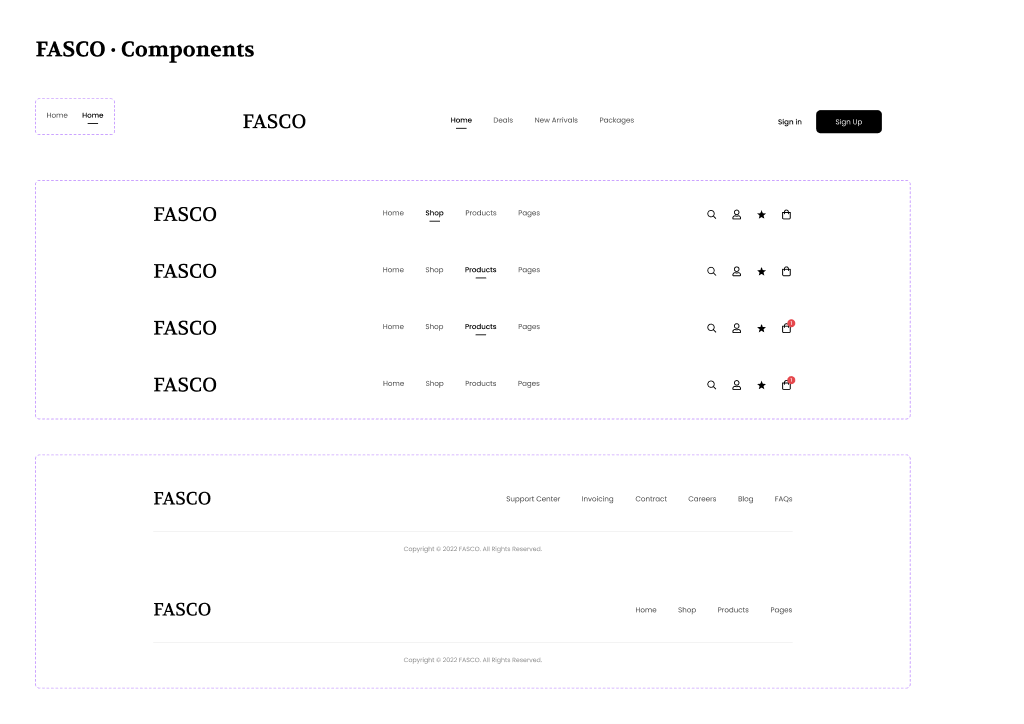 FASCO · Components
Home Home
FASCO Home Deals New Arrivals Packages Sign in Sign Up
FASCO Home Shop Products Pages
FASCO Home Shop Products Pages
FASCO Home Shop Products Pages
FASCO Home Shop Products Pages
FASCO Support Center Invoicing Contract Careers Blog FAQs
Copyright © 2022 FASCO. All Rights Reserved.
FASCO Home Shop Products Pages
Copyright © 2022 FASCO. All Rights Reserved.